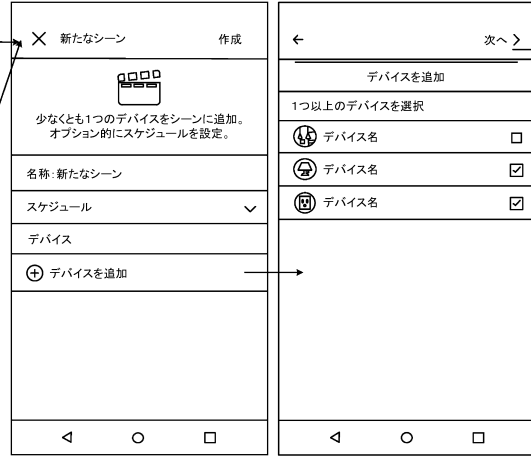 新たなシーン
作成
少なくとも1つのデバイスをシーンに追加。
オプション的にスケジュールを設定。
名称:新たなシーン
スケジュール
デバイス
デバイスを追加
次へ
デバイスを追加
1つ以上のデバイスを選択
デバイス名
デバイス名
デバイス名